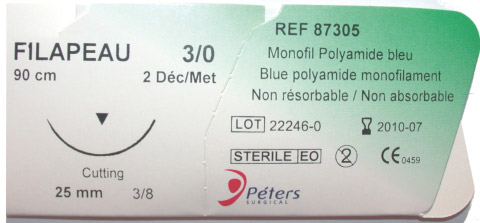 FILAPEAU 3/0
90 cm 2 Déc/Met
Cutting
25 mm 3/8
REF 87305
Monofil Polyamide bleu
Blue polyamide monofilament
Non résorbable / Non absorbable
LOT 22246-0 2010-07
STERILE EO 2 CE 0459
Péters
SURGICAL